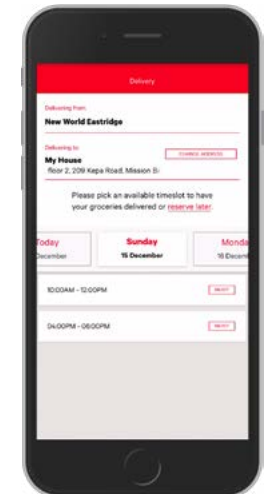 Delivery
Delivering from
New World Eastridge
Delivering to
My House
CHANGE ADDRESS
floor 2, 209 Kepa Road, Mission B
Please pick an available timeslot to have
your groceries delivered or reserve later.
Today
Sunday
Monda
December
15 December
16 Decem
10:00AM - 12:00PM
SELECT
04:00PM - 06:00PM
SELECT